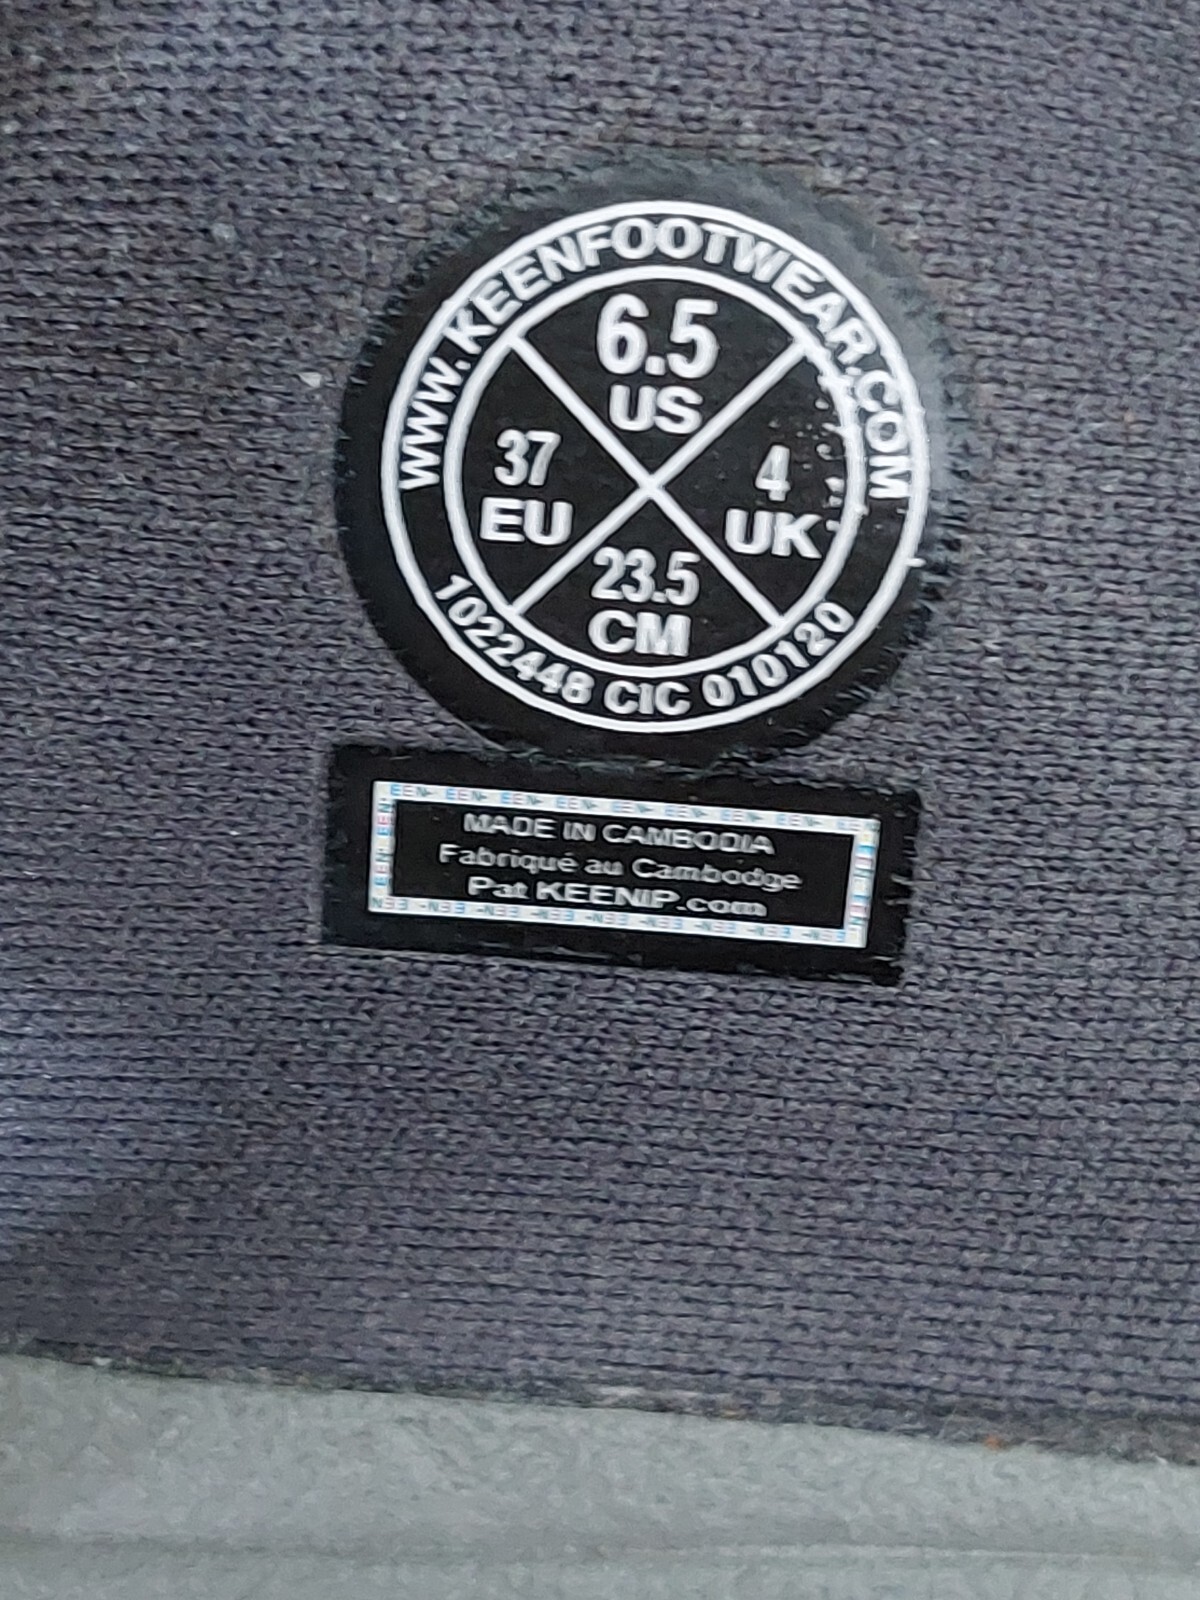 WWW.KEENFOOTWEAR.COM
6.5
US
37
EU
4
UK
23.5
CM
1022448 CIC 010120
MADE IN CAMBODIA
Fabriqué au Cambodge
Pat KEENIP.com